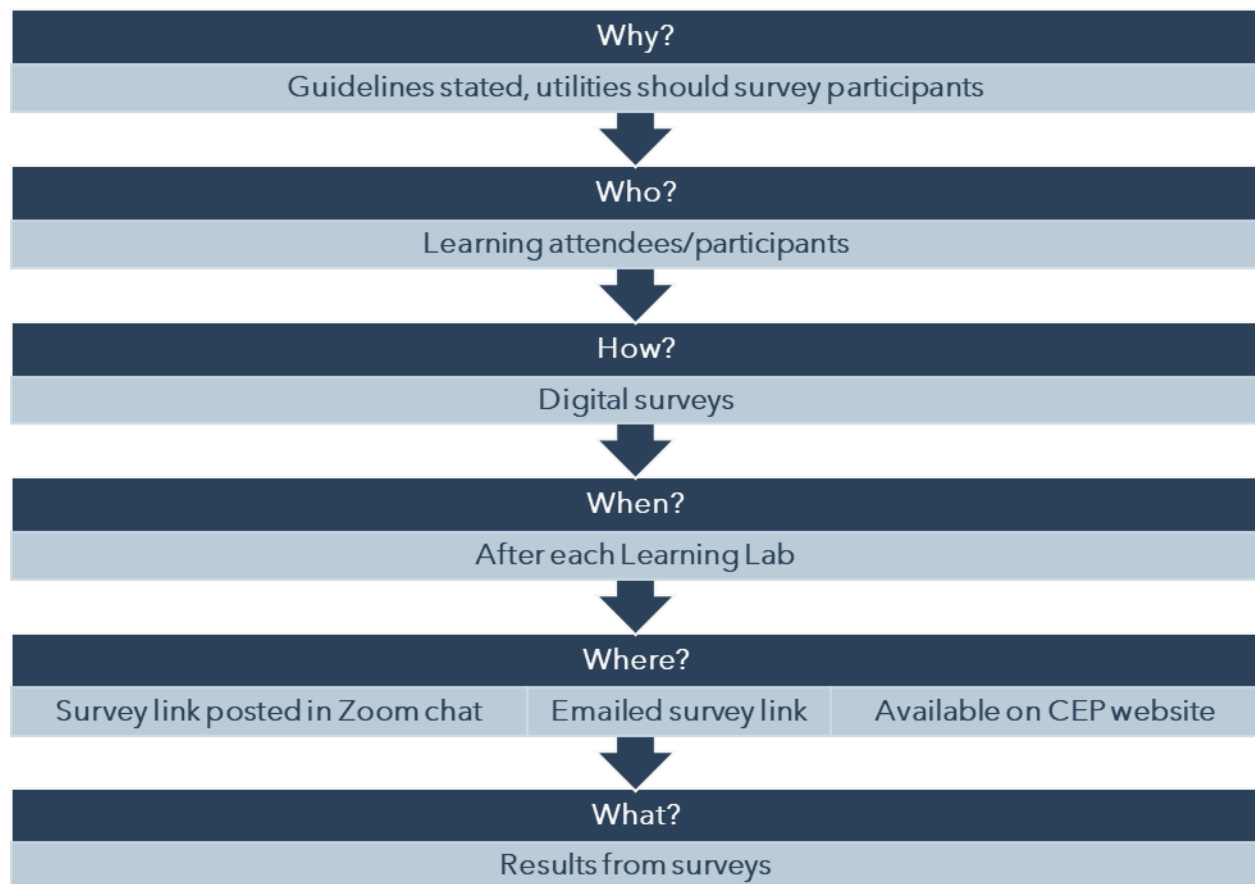 Why?
Guidelines stated, utilities should survey participants
Who?
Learning attendees/participants
How?
Digital surveys
When?
After each Learning Lab
Where?
Survey link posted in Zoom chat
Emailed survey link
Available on CEP website
What?
Results from surveys